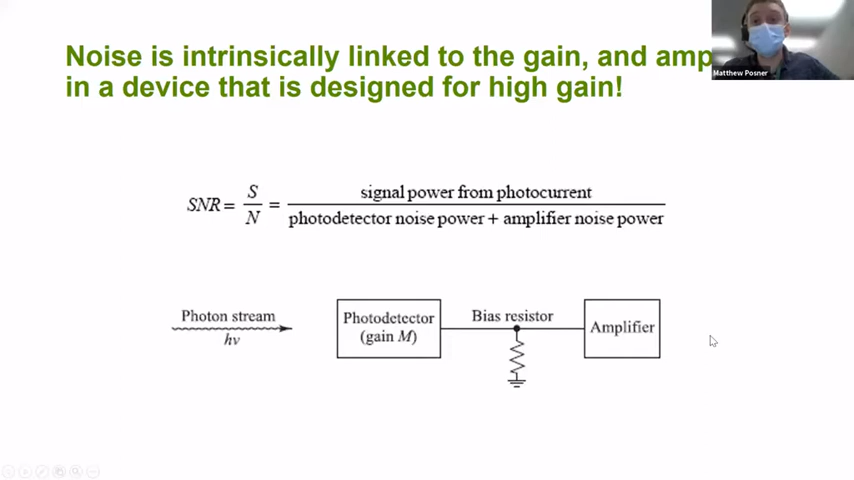 Noise is intrinsically linked to the gain, and amp
in a device that is designed for high gain!
Matthew Posner
SNR = S/N = signal power from photocurrent / photodetector noise power + amplifier noise power
Photon stream
hν
Photodetector
(gain M)
Bias resistor
Amplifier